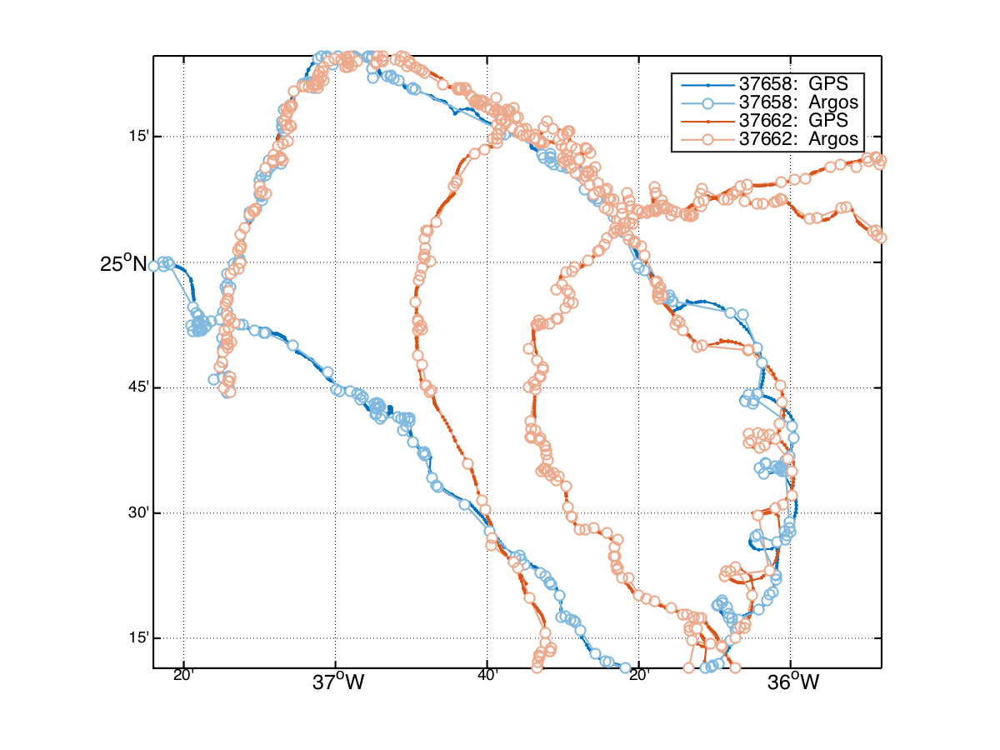 37658: GPS
37658: Argos
37662: GPS
37662: Argos
15'
25°N
45'
30'
15'
20' 37°W 40' 20' 36°W